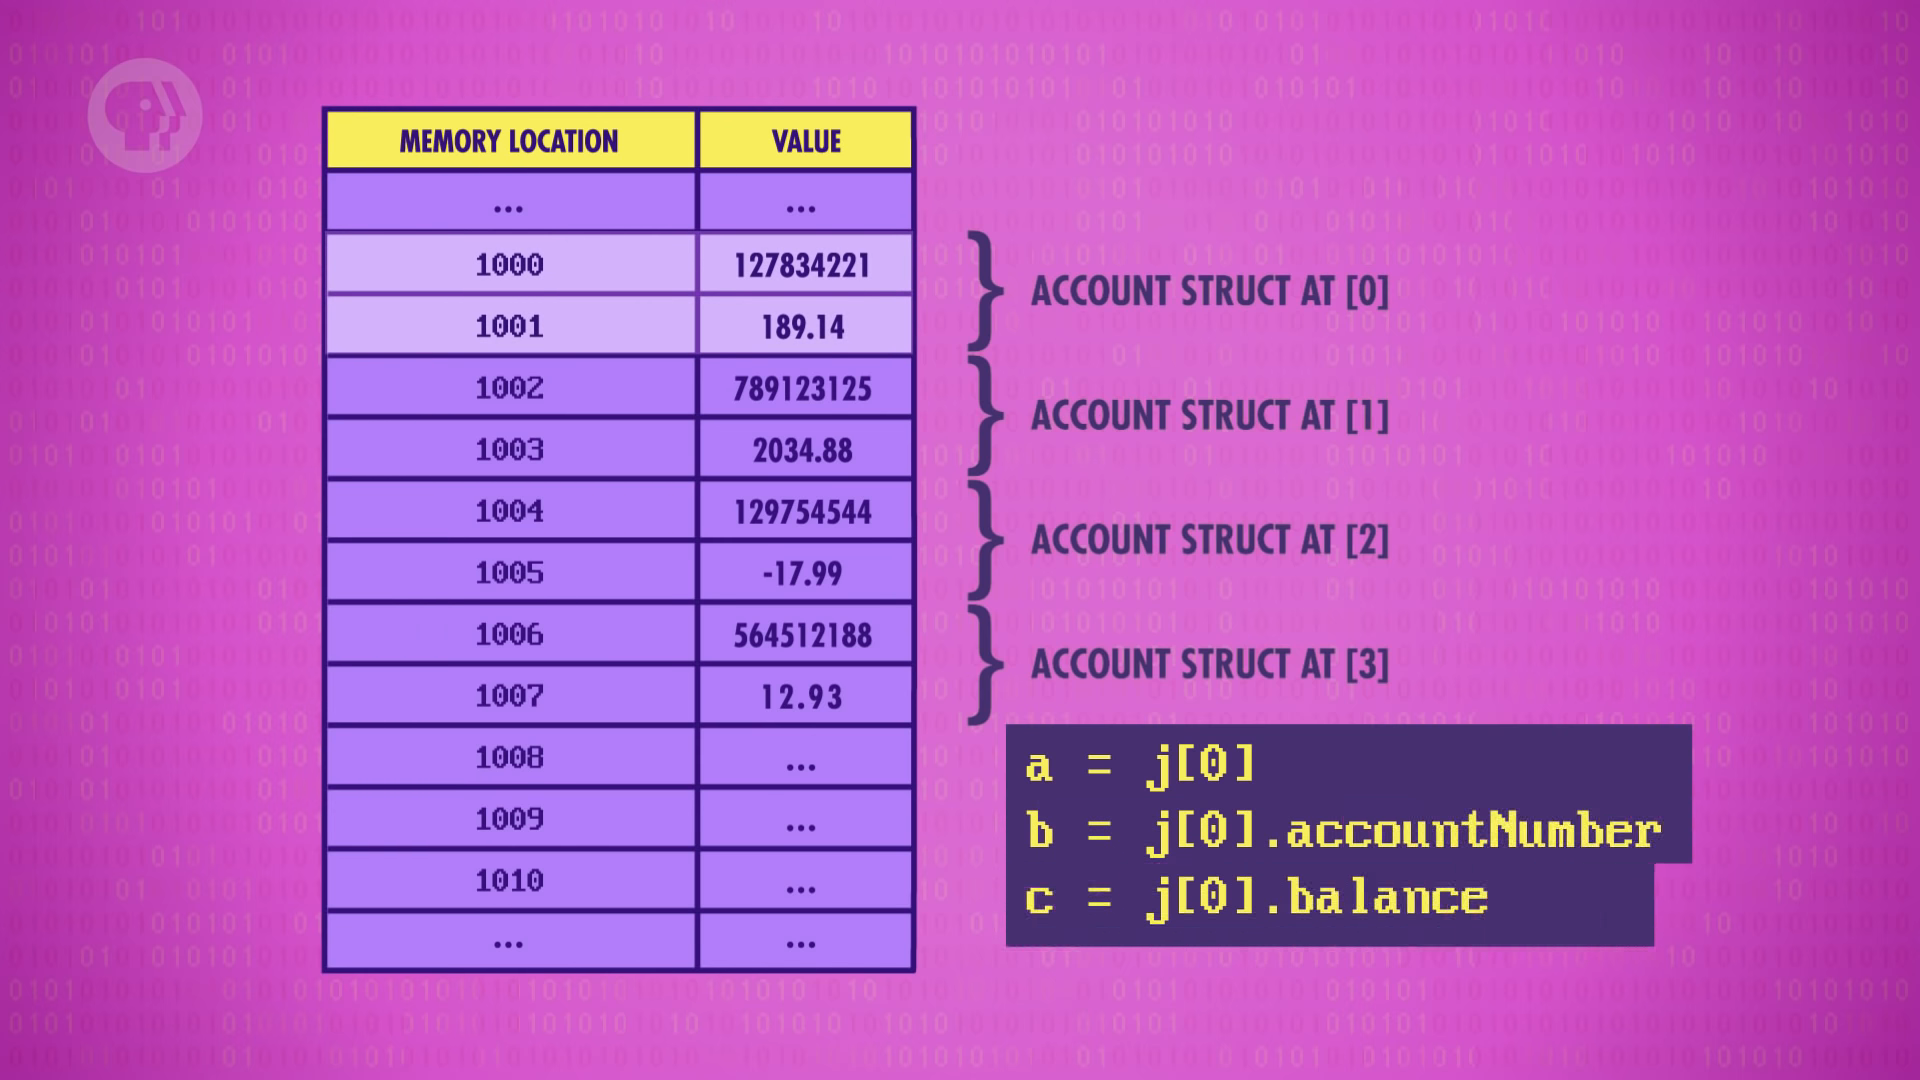 MEMORY LOCATION VALUE
... ...
1000 127834221
1001 189.14
1002 789123125
1003 2034.88
1004 129754544
1005 -17.99
1006 564512188
1007 12.93
1008 ...
1009 ...
1010 ...
... ...
ACCOUNT STRUCT AT [0]
ACCOUNT STRUCT AT [1]
ACCOUNT STRUCT AT [2]
ACCOUNT STRUCT AT [3]
a = j[0]
b = j[0].accountNumber
c = j[0].balance